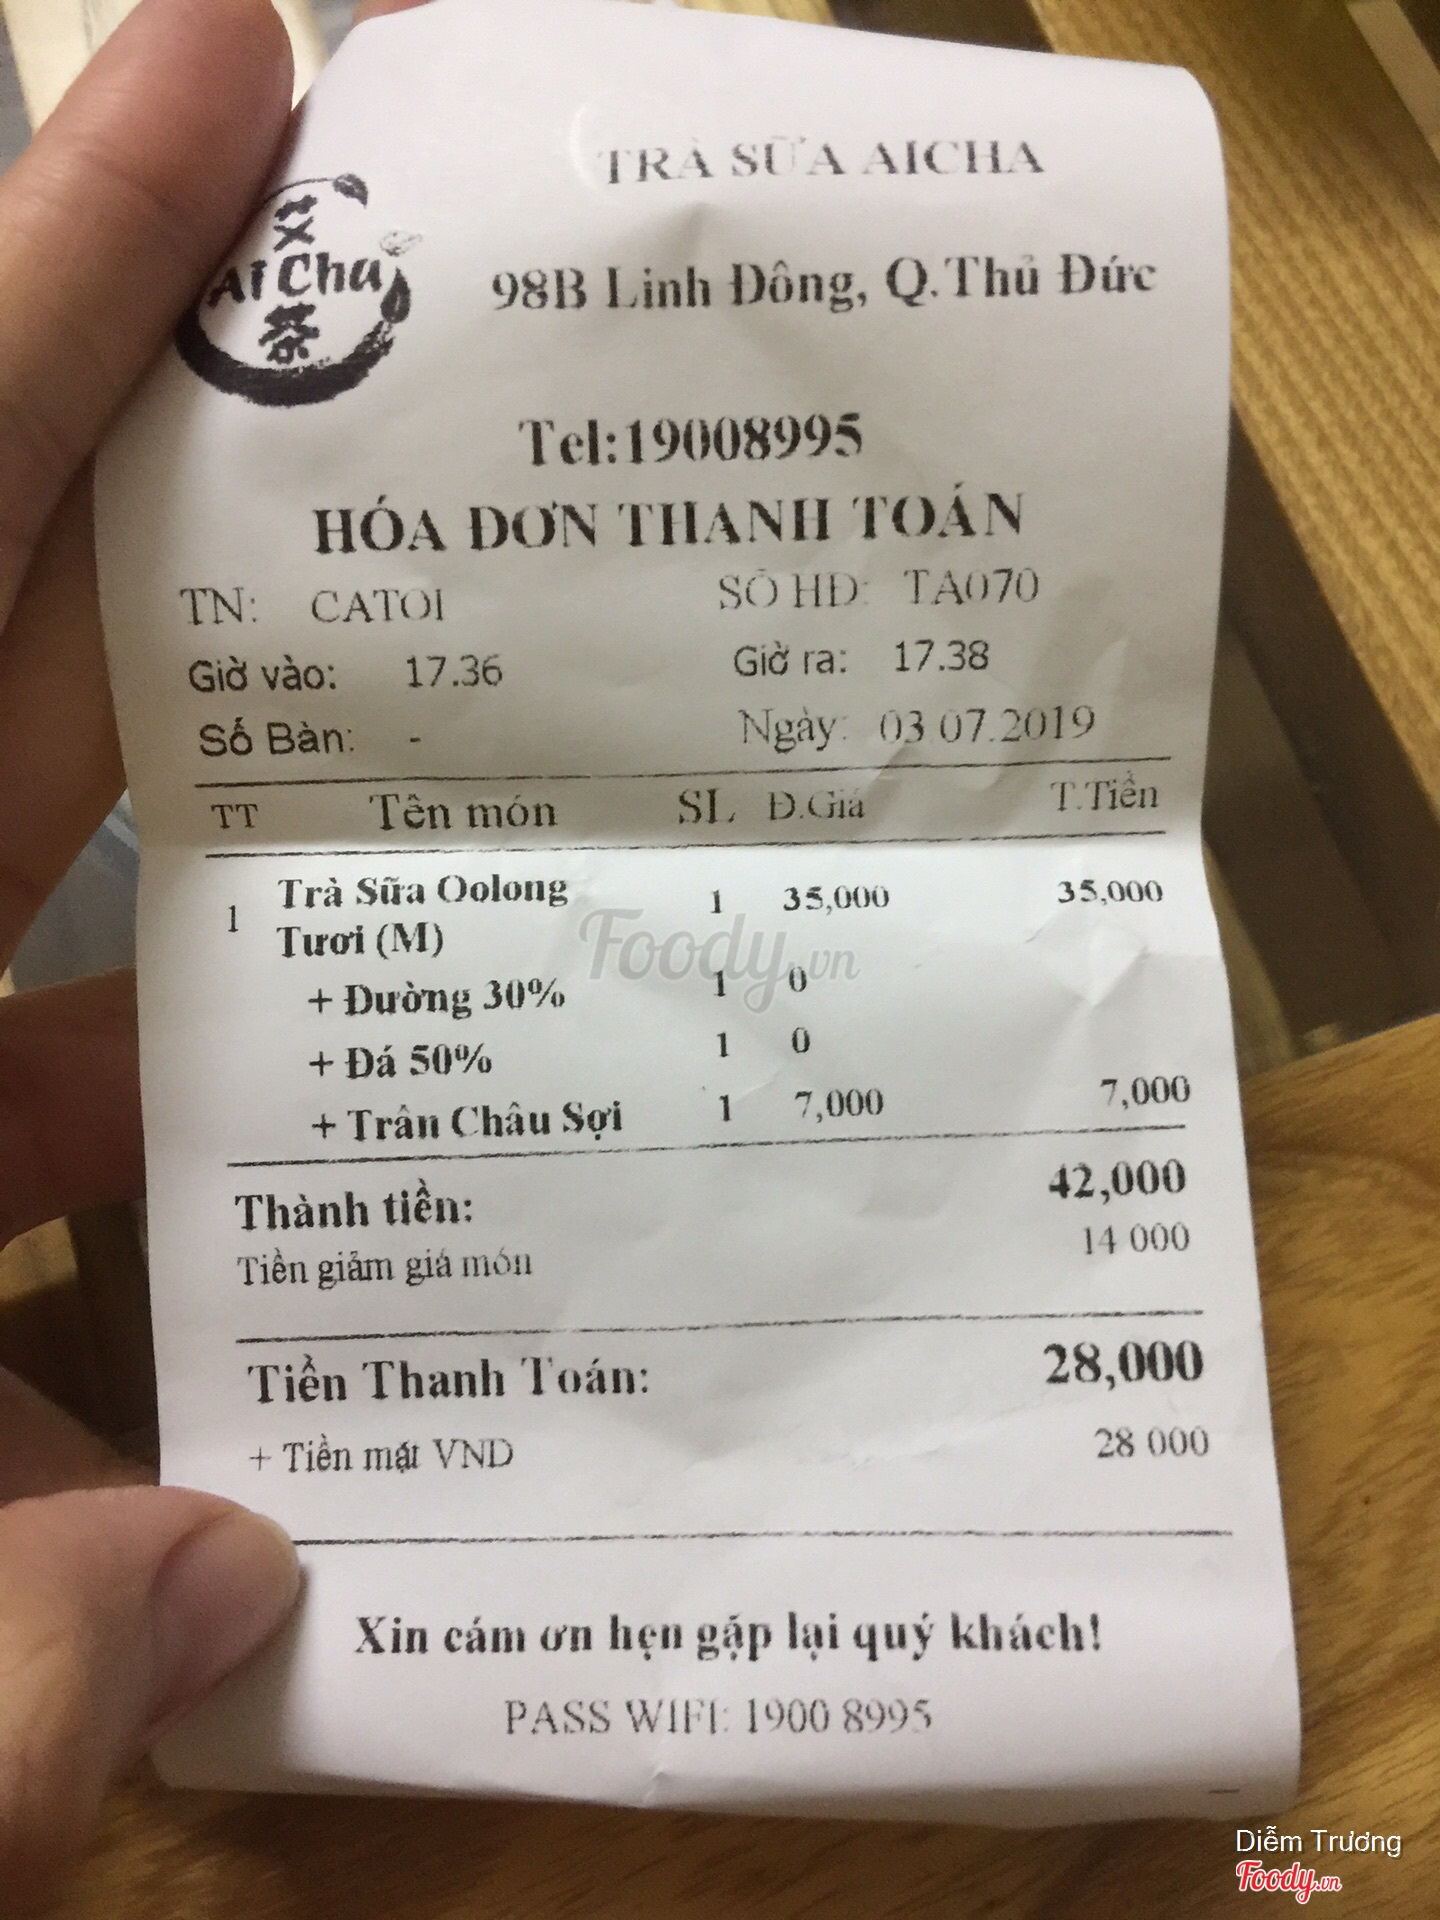 TRÀ SỮA AICHA
艾
Ai Cha
茶
98B Linh Đông, Q.Thủ Đức
Tel:19008995
HÓA ĐƠN THANH TOÁN
TN: CATOI SỐ HĐ: TA070
Giờ vào: 17.36 Giờ ra: 17.38
Số Bàn: - Ngày: 03.07.2019
TT Tên món SL Đ.Giá T.Tiền
1 Trà Sữa Oolong 1 35,000 35,000
Tươi (M)
+ Đường 30% 1 0
+ Đá 50% 1 0
+ Trân Châu Sợi 1 7,000 7,000
Thành tiền: 42,000
Tiền giảm giá món 14 000
Tiền Thanh Toán: 28,000
+ Tiền mặt VND 28 000
Xin cám ơn hẹn gặp lại quý khách!
PASS WIFI: 1900 8995
Foody.vn
Diễm Trương
Foody.vn